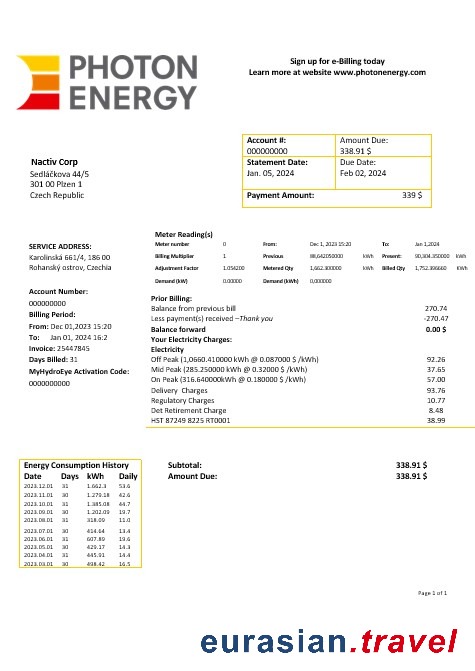 PHOTON
ENERGY
Sign up for e-Billing today
Learn more at website www.photonenergy.com
Account #:
000000000
Amount Due:
338.91 $
Statement Date:
Jan. 05, 2024
Due Date:
Feb 02, 2024
Payment Amount: 339 $
Nactiv Corp
Sedláčkova 44/5
301 00 Plzen 1
Czech Republic
SERVICE ADDRESS:
Karolinská 661/4, 186 00
Rohanský ostrov, Czechia
Account Number:
000000000
Billing Period:
From: Dec 01,2023 15:20
To: Jan 01, 2024 16:2
Invoice: 25447845
Days Billed: 31
MyHydroEye Activation Code:
0000000000
Meter Reading(s)
Meter number 0 From: Dec 1,2023 15:20 To: Jan 1,2024
Billing Multiplier 1 Previous 88,642050000 kWh Present: 90,304.350000 kWh
Adjustment Factor 1.054200 Metered Qty 1,662.300000 kWh Billed Qty 1,752.396660 kWh
Demand (kW) 0.00000 Demand (kWh) 0,000000
Prior Billing:
Balance from previous bill 270.74
Less payment(s) received –Thank you -270.47
Balance forward 0.00 $
Your Electricity Charges:
Electricity
Off Peak (1,0660.410000kWh @ 0.087000 $ /kWh) 92.26
Mid Peak (285.250000 kWh @ 0.32000 $ /kWh) 37.65
On Peak (316.640000kWh @ 0.180000 $ /kWh) 57.00
Delivery Charges 93.76
Regulatory Charges 10.77
Det Retirement Charge 8.48
HST 87249 8225 RT0001 38.99
Energy Consumption History
Date Days kWh Daily
2023.12.01 31 1.662.3 53.6
2023.11.01 30 1.279.18 42.6
2023.10.01 31 1.385.08 44.7
2023.09.01 30 1.202.09 19.7
2023.08.01 31 318.09 11.0
2023.07.01 30 414.64 13.4
2023.06.01 31 607.89 19.6
2023.05.01 30 429.17 14.3
2023.04.01 31 445.91 14.4
2023.03.01 30 498.42 16.5
Subtotal: 338.91 $
Amount Due: 338.91 $
Page 1 of 1
eurasian.travel